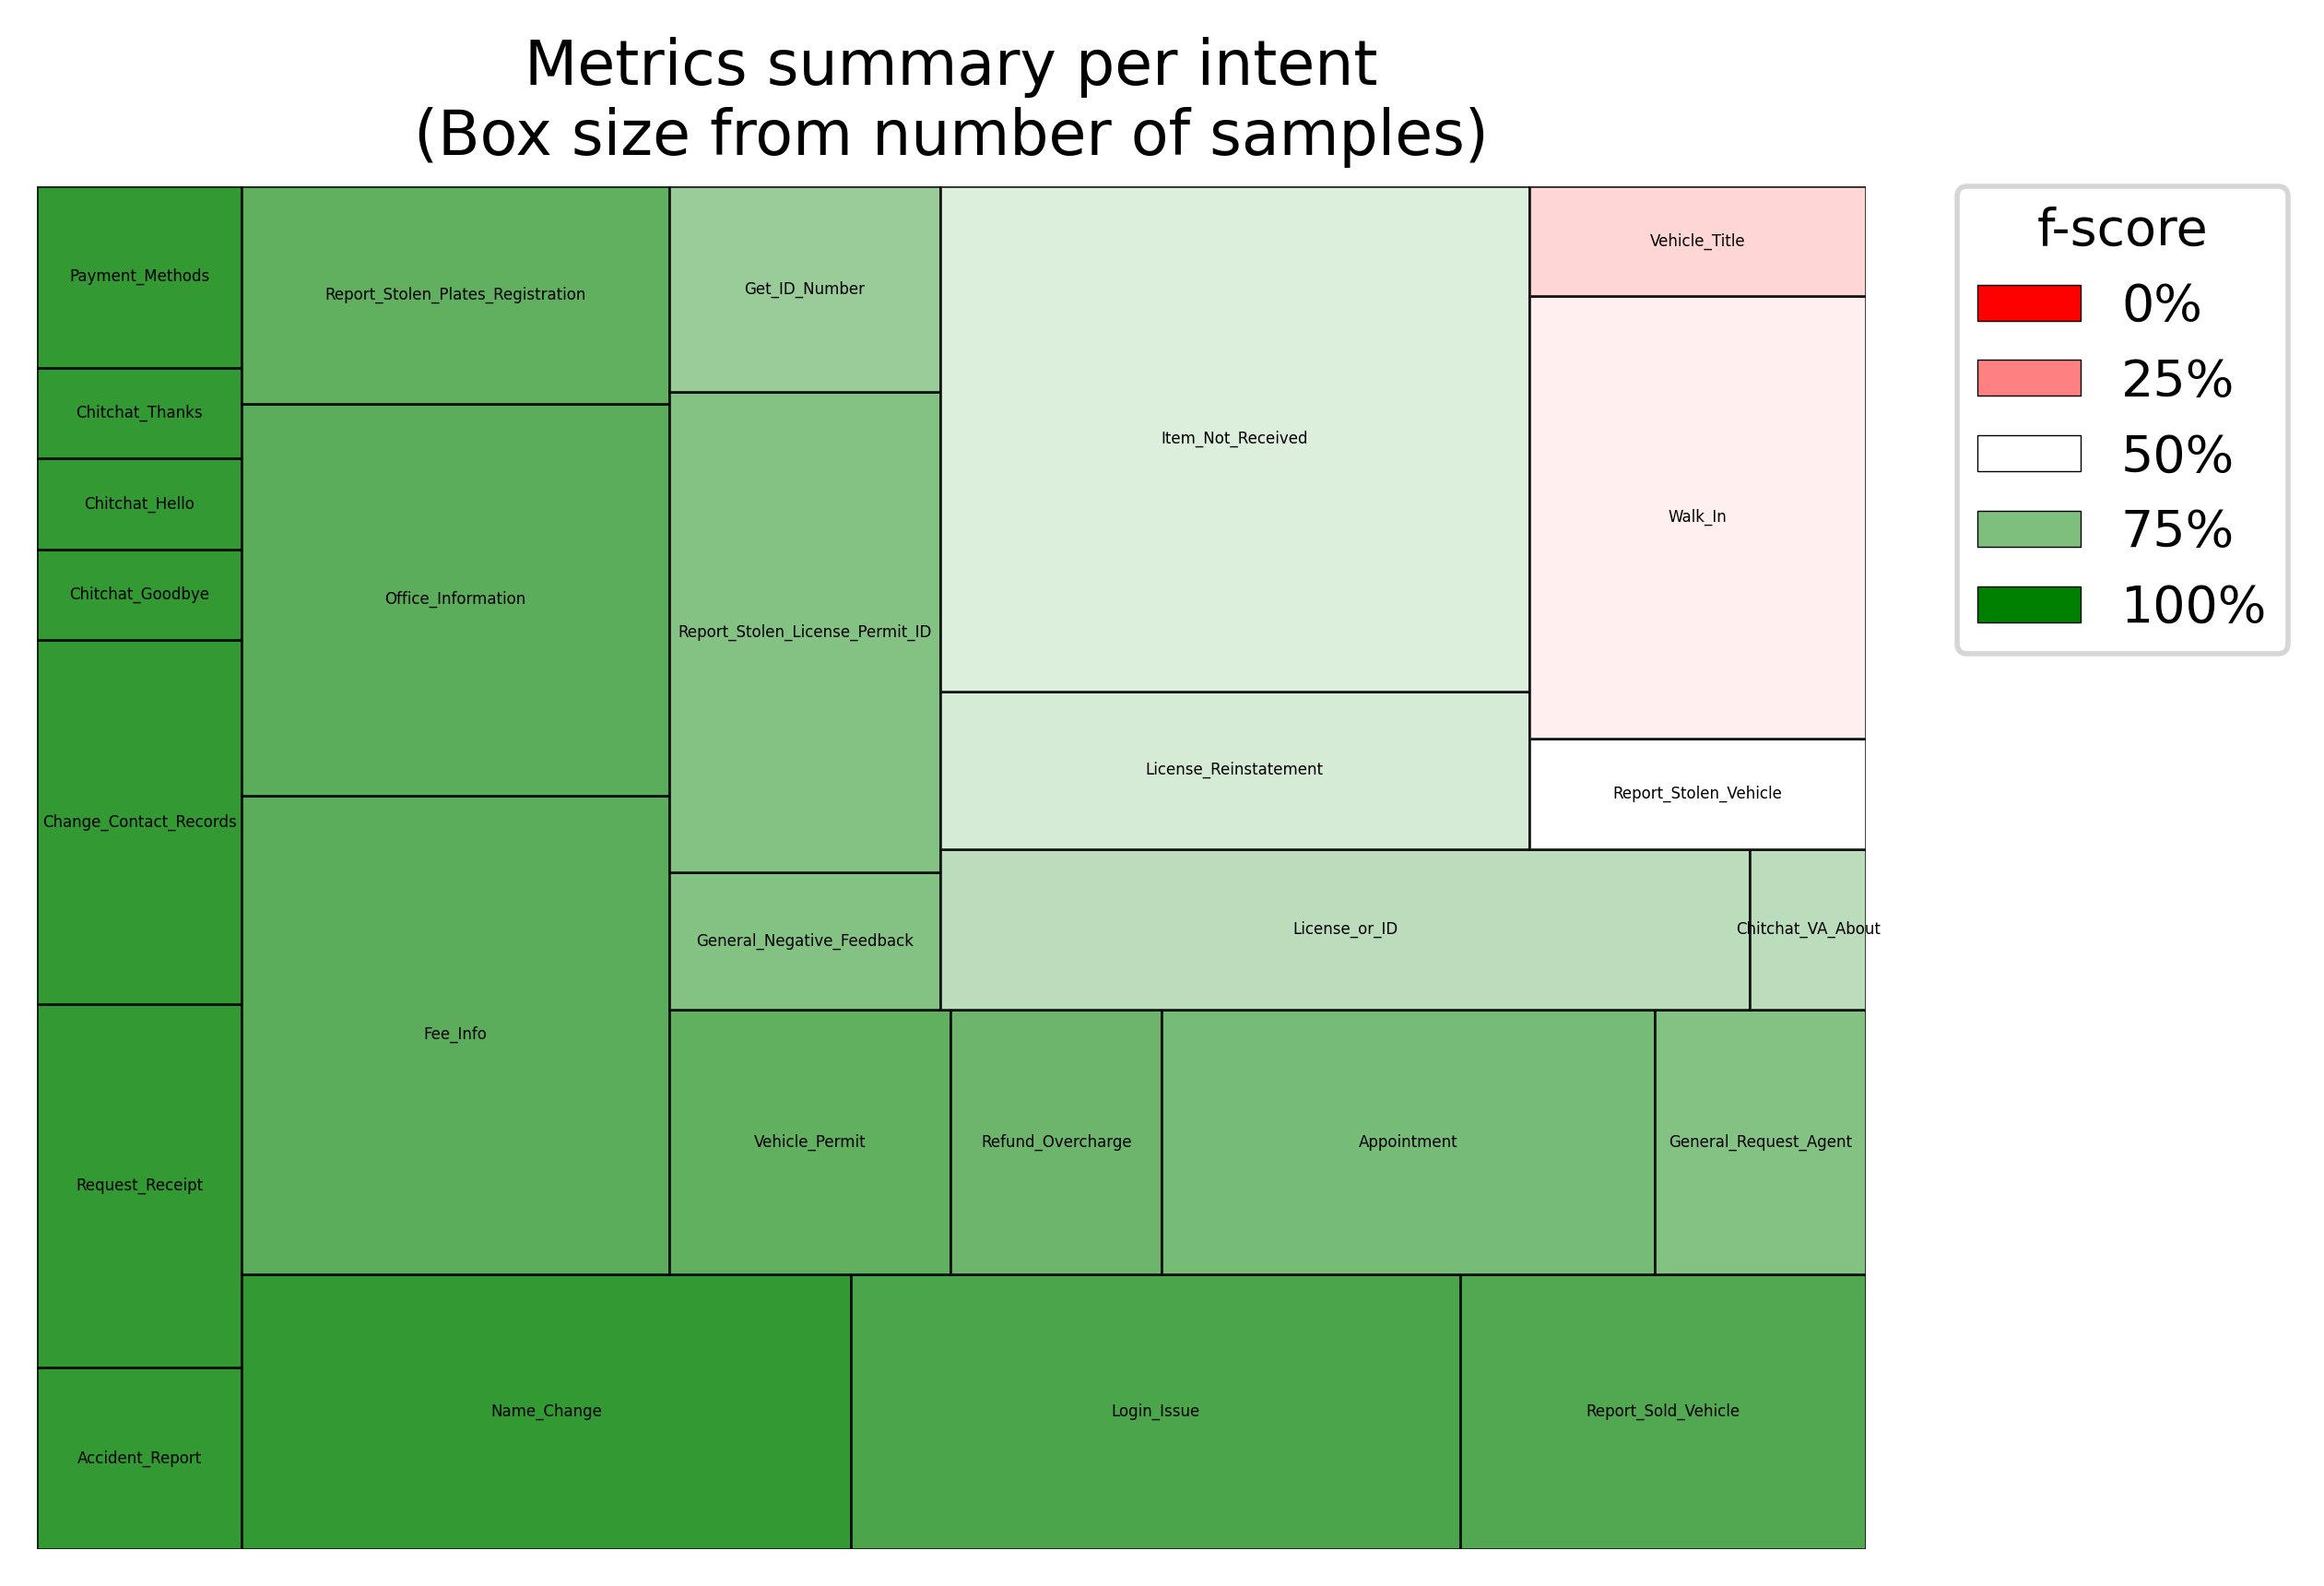 Metrics summary per intent
(Box size from number of samples)
Payment_Methods
Chitchat_Thanks
Chitchat_Hello
Chitchat_Goodbye
Change_Contact_Records
Request_Receipt
Accident_Report
Report_Stolen_Plates_Registration
Office_Information
Fee_Info
Name_Change
Login_Issue
Report_Sold_Vehicle
Get_ID_Number
Report_Stolen_License_Permit_ID
General_Negative_Feedback
Vehicle_Permit
Refund_Overcharge
Appointment
General_Request_Agent
Item_Not_Received
License_Reinstatement
License_or_ID
Chitchat_VA_About
Vehicle_Title
Walk_In
Report_Stolen_Vehicle
f-score
0%
25%
50%
75%
100%